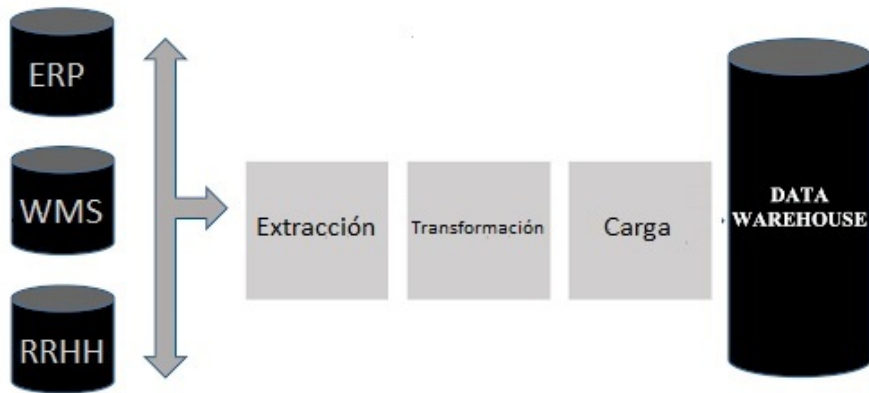 ERP
WMS
RRHH
Extracción
Transformación
Carga
DATA
WAREHOUSE